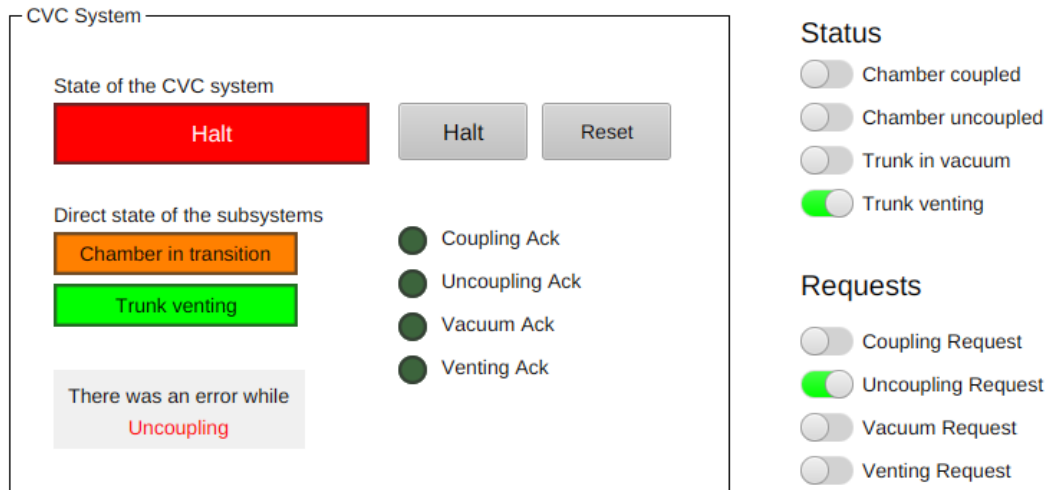 CVC System
State of the CVC system
Halt
Halt
Reset
Direct state of the subsystems
Chamber in transition
Trunk venting
There was an error while
Uncoupling
Coupling Ack
Uncoupling Ack
Vacuum Ack
Venting Ack
Status
Chamber coupled
Chamber uncoupled
Trunk in vacuum
Trunk venting
Requests
Coupling Request
Uncoupling Request
Vacuum Request
Venting Request